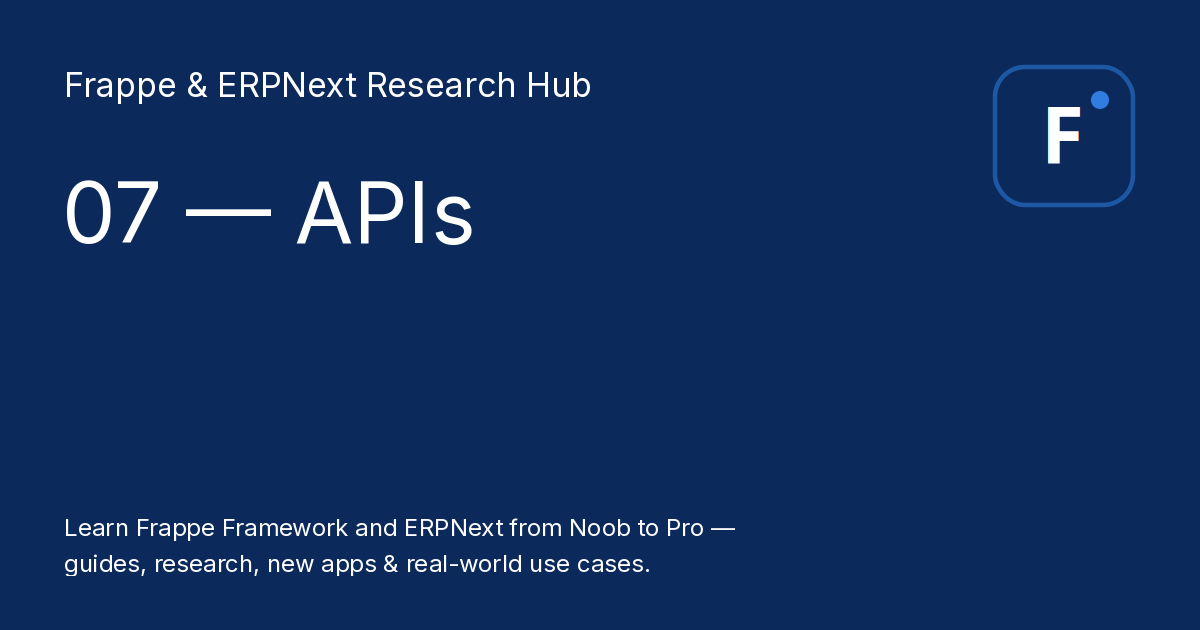 Frappe & ERPNext Research Hub
F
07 — APIs
Learn Frappe Framework and ERPNext from Noob to Pro —
guides, research, new apps & real-world use cases.